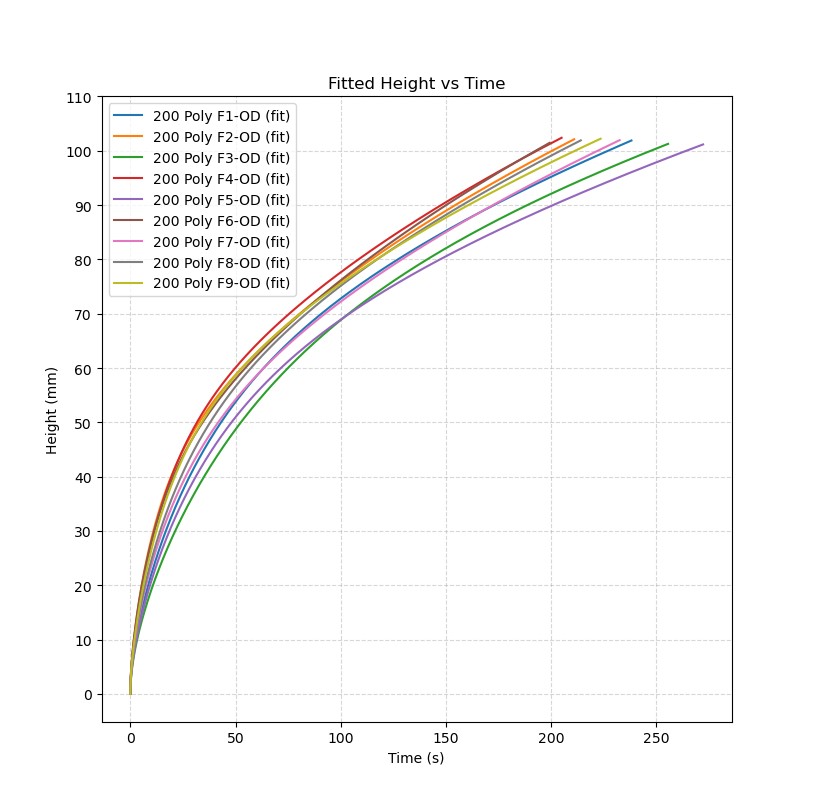 Fitted Height vs Time
110
100
90
80
70
60
50
40
30
20
10
0
Height (mm)
200 Poly F1-OD (fit)
200 Poly F2-OD (fit)
200 Poly F3-OD (fit)
200 Poly F4-OD (fit)
200 Poly F5-OD (fit)
200 Poly F6-OD (fit)
200 Poly F7-OD (fit)
200 Poly F8-OD (fit)
200 Poly F9-OD (fit)
0 50 100 150 200 250
Time (s)